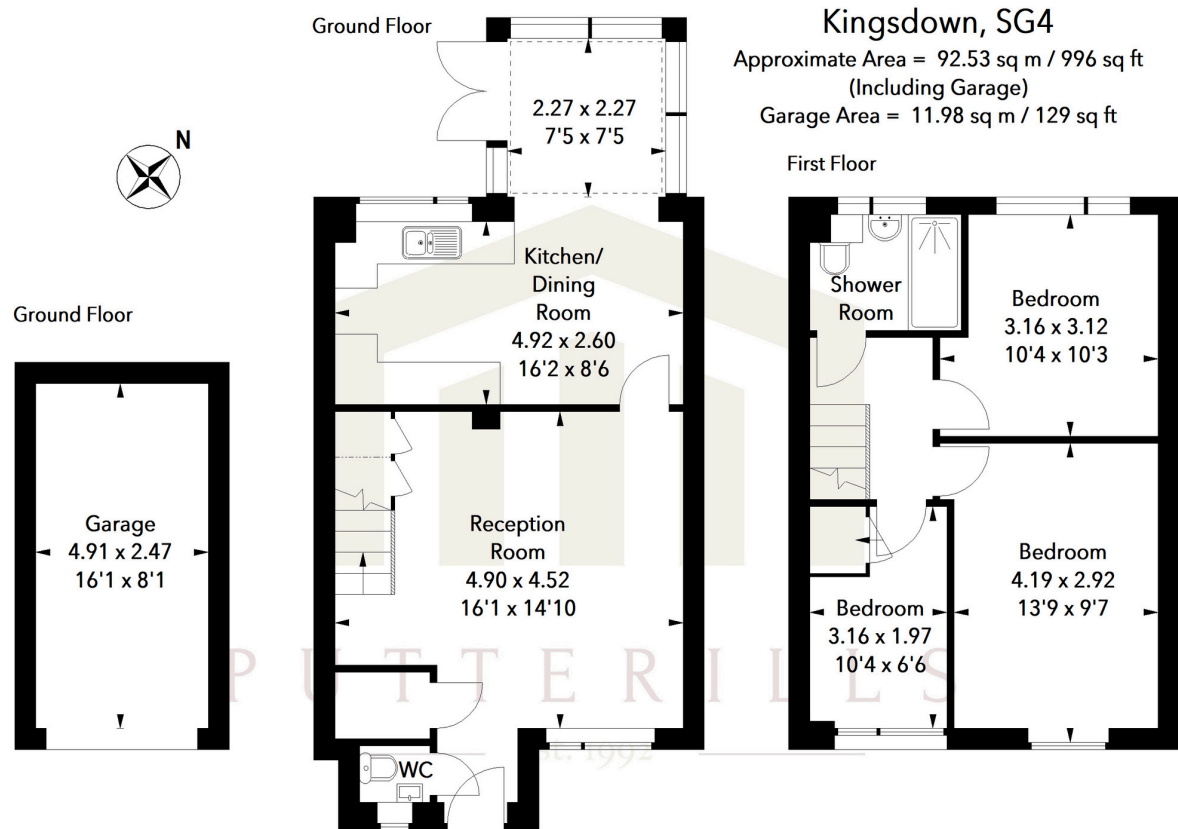 Kingsdown, SG4
Approximate Area = 92.53 sq m / 996 sq ft
(Including Garage)
Garage Area = 11.98 sq m / 129 sq ft
Ground Floor
N
Garage
4.91 x 2.47
16'1 x 8'1
Ground Floor
2.27 x 2.27
7'5 x 7'5
Kitchen/
Dining
Room
4.92 x 2.60
16'2 x 8'6
Reception
Room
4.90 x 4.52
16'1 x 14'10
WC
First Floor
Shower
Room
Bedroom
3.16 x 3.12
10'4 x 10'3
Bedroom
4.19 x 2.92
13'9 x 9'7
Bedroom
3.16 x 1.97
10'4 x 6'6
PUTTERILLS
est. 1992